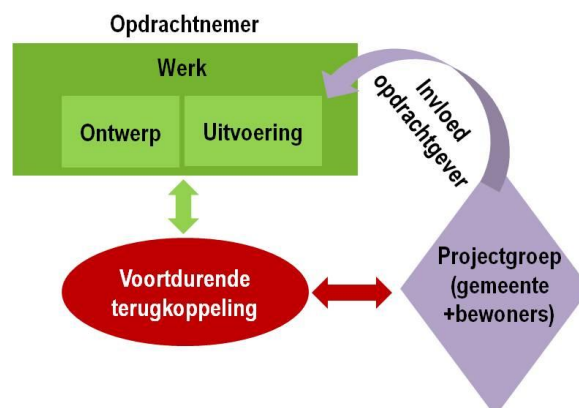 Opdrachtnemer
Werk
Ontwerp
Uitvoering
Invloed
opdrachtgever
Voortdurende
terugkoppeling
Projectgroep
(gemeente
+bewoners)